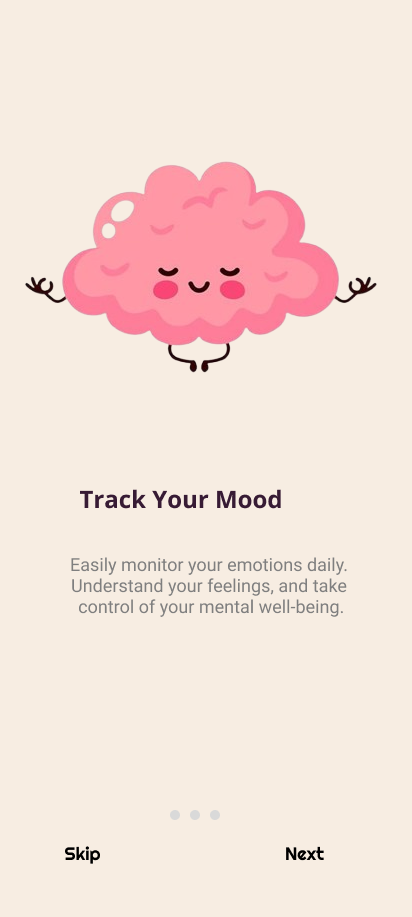 Track Your Mood
Easily monitor your emotions daily.
Understand your feelings, and take
control of your mental well-being.
Skip
Next